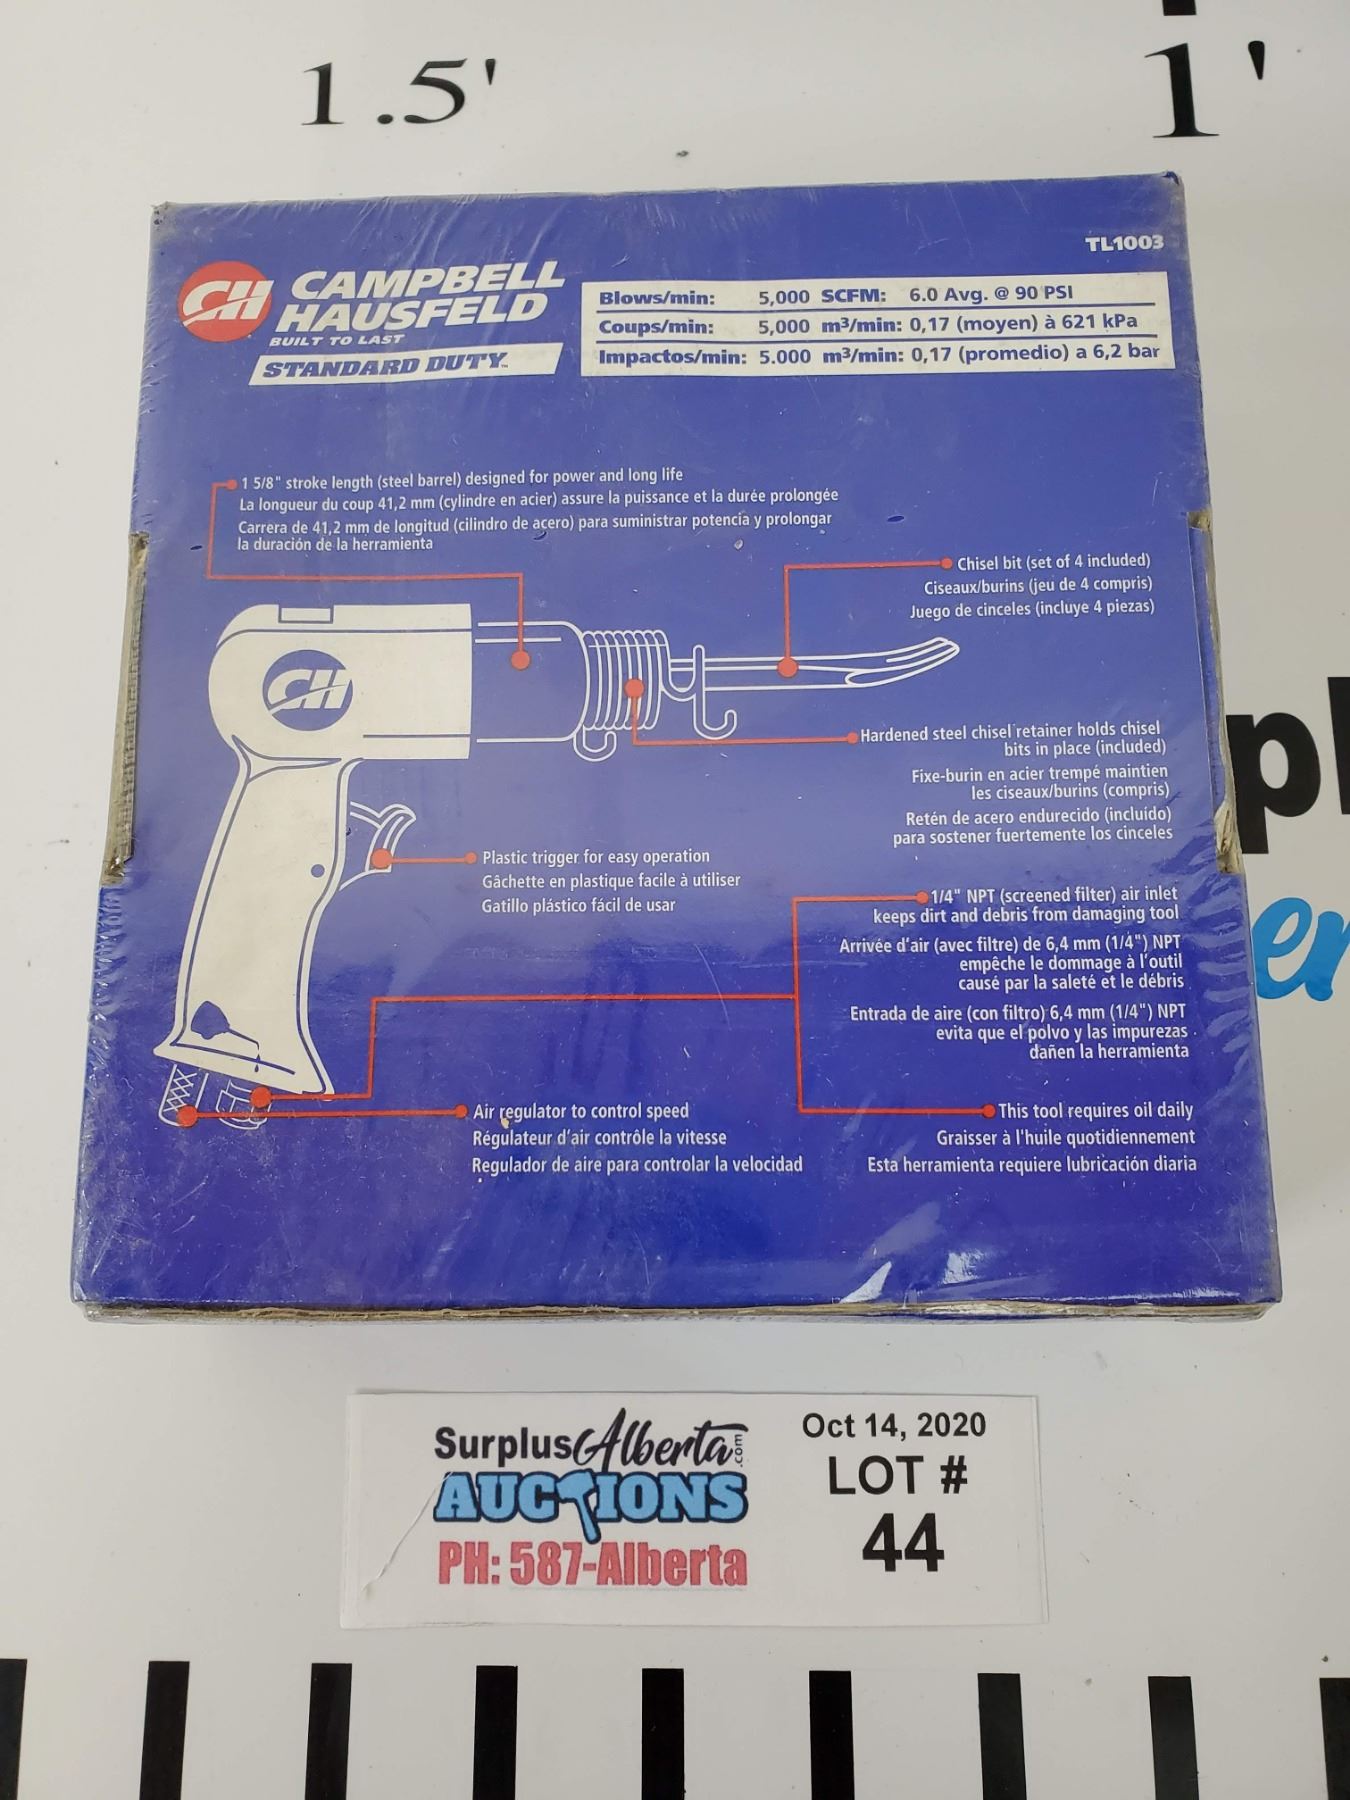 1.5'
1'
TL1003
CH CAMPBELL
HAUSFELD
BUILT TO LAST
STANDARD DUTY™
Blows/min: 5,000 SCFM: 6.0 Avg. @ 90 PSI
Coups/min: 5,000 m³/min: 0,17 (moyen) à 621 kPa
Impactos/min: 5.000 m³/min: 0,17 (promedio) a 6,2 bar
1 5/8" stroke length (steel barrel) designed for power and long life
La longueur du coup 41,2 mm (cylindre en acier) assure la puissance et la durée prolongée
Carrera de 41,2 mm de longitud (cilindro de acero) para suministrar potencia y prolongar
la duración de la herramienta
Chisel bit (set of 4 included)
Ciseaux/burins (jeu de 4 compris)
Juego de cinceles (incluye 4 piezas)
CH
Hardened steel chisel retainer holds chisel
bits in place (included)
Fixe-burin en acier trempé maintien
les ciseaux/burins (compris)
Retén de acero endurecido (incluído)
para sostener fuertemente los cinceles
Plastic trigger for easy operation
Gâchette en plastique facile à utiliser
Gatillo plástico fácil de usar
1/4" NPT (screened filter) air inlet
keeps dirt and debris from damaging tool
Arrivée d'air (avec filtre) de 6,4 mm (1/4") NPT
empêche le dommage à l'outil
causé par la saleté et le débris
Entrada de aire (con filtro) 6,4 mm (1/4") NPT
evita que el polvo y las impurezas
dañen la herramienta
Air regulator to control speed
Régulateur d'air contrôle la vitesse
Regulador de aire para controlar la velocidad
This tool requires oil daily
Graisser à l'huile quotidiennement
Esta herramienta requiere lubricación diaria
SurplusAlberta.com
AUCTIONS
PH: 587-Alberta
Oct 14, 2020
LOT #
44